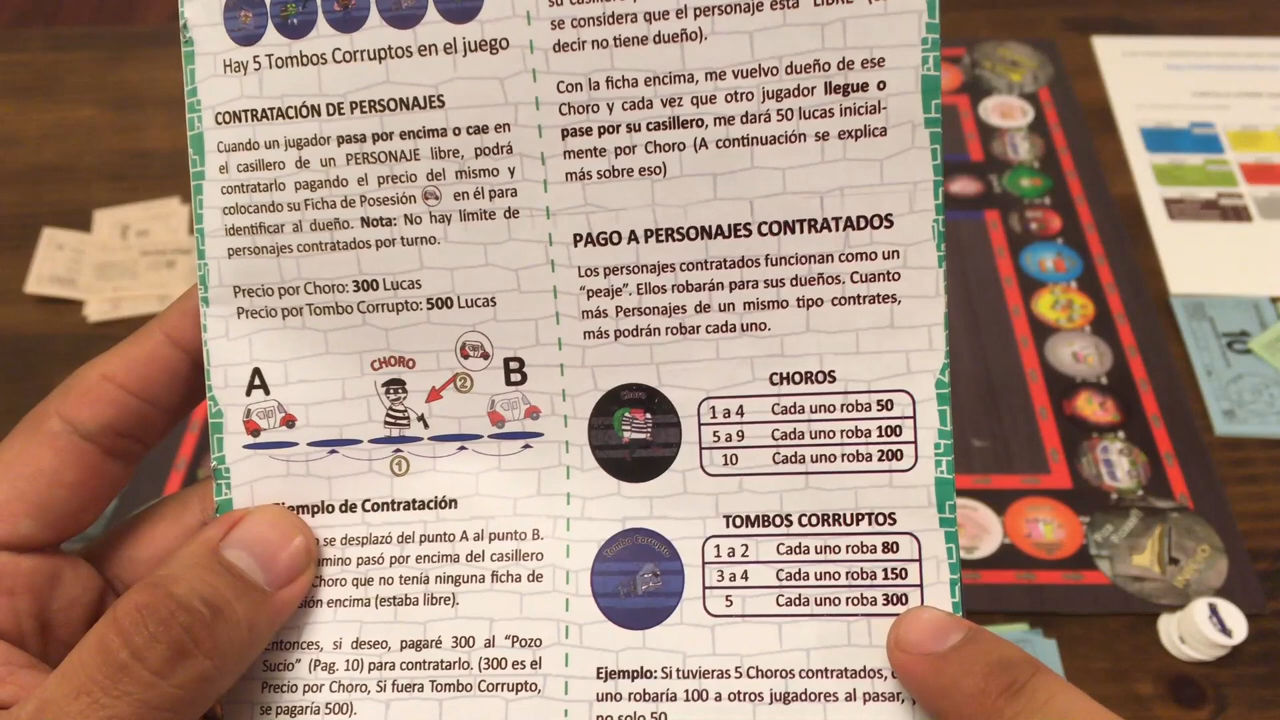 Hay 5 Tombos Corruptos en el juego
CONTRATACIÓN DE PERSONAJES
Cuando un jugador pasa por encima o cae en
el casillero de un PERSONAJE libre, podrá
contratarlo pagando el precio del mismo y
colocando su Ficha de Posesión en él para
identificar al dueño. Nota: No hay límite de
personajes contratados por turno.
Precio por Choro: 300 Lucas
Precio por Tombo Corrupto: 500 Lucas
A
CHORO
2
B
1
emplo de Contratación
se desplazó del punto A al punto B.
amino pasó por encima del casillero
Choro que no tenía ninguna ficha de
sión encima (estaba libre).
Entonces, si deseo, pagaré 300 al “Pozo
Sucio” (Pag. 10) para contratarlo. (300 es el
Precio por Choro, Si fuera Tombo Corrupto,
se pagaría 500).
se considera que el personaje está "LIBRE
decir no tiene dueño).
Con la ficha encima, me vuelvo dueño de ese
Choro y cada vez que otro jugador llegue o
pase por su casillero, me dará 50 lucas inicial-
mente por Choro (A continuación se explica
más sobre eso)
PAGO A PERSONAJES CONTRATADOS
Los personajes contratados funcionan como un
“peaje”. Ellos robarán para sus dueños. Cuanto
más Personajes de un mismo tipo contrates,
más podrán robar cada uno.
CHOROS
Choro
1 a 4 Cada uno roba 50
5 a 9 Cada uno roba 100
10 Cada uno roba 200
TOMBOS CORRUPTOS
Tombo Corrupto
1 a 2 Cada uno roba 80
3 a 4 Cada uno roba 150
5 Cada uno roba 300
Ejemplo: Si tuvieras 5 Choros contratados,
uno robaría 100 a otros jugadores al pasar,
no solo 50
10